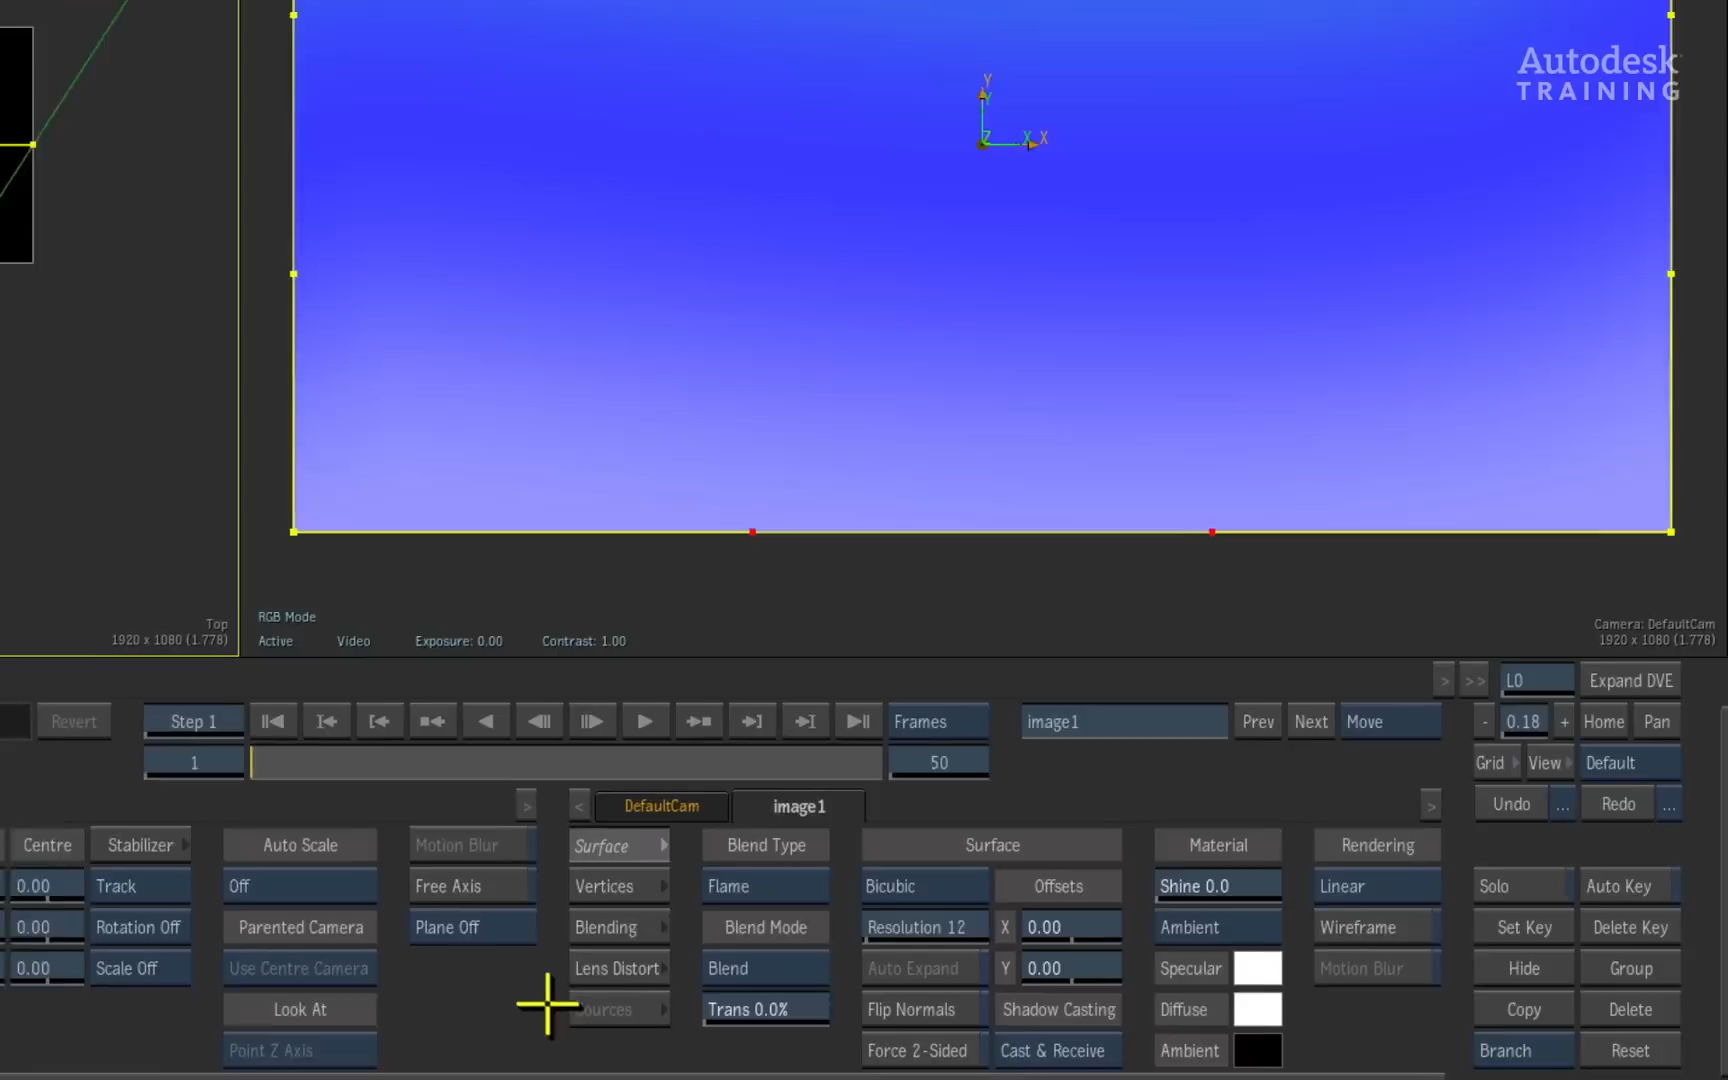 Autodesk
TRAINING
Y
Y
Z X X
Top
1920 x 1080 (1.778)
RGB Mode
Active Video Exposure: 0.00 Contrast: 1.00
Camera: DefaultCam
1920 x 1080 (1.778)
> >> L0 Expand DVE
Revert Step 1 Frames image1 Prev Next Move - 0.18 + Home Pan
1 50 Grid View Default
> < DefaultCam image1 > Undo ... Redo ...
Centre Stabilizer Auto Scale Motion Blur Surface Blend Type Surface Material Rendering
0.00 Track Off Free Axis Vertices Flame Bicubic Offsets Shine 0.0 Linear Solo Auto Key
0.00 Rotation Off Parented Camera Plane Off Blending Blend Mode Resolution 12 X 0.00 Ambient Wireframe Set Key Delete Key
0.00 Scale Off Use Centre Camera Lens Distort Blend Auto Expand Y 0.00 Specular Motion Blur Hide Group
Look At ources Trans 0.0% Flip Normals Shadow Casting Diffuse Copy Delete
Point Z Axis Force 2-Sided Cast & Receive Ambient Branch Reset